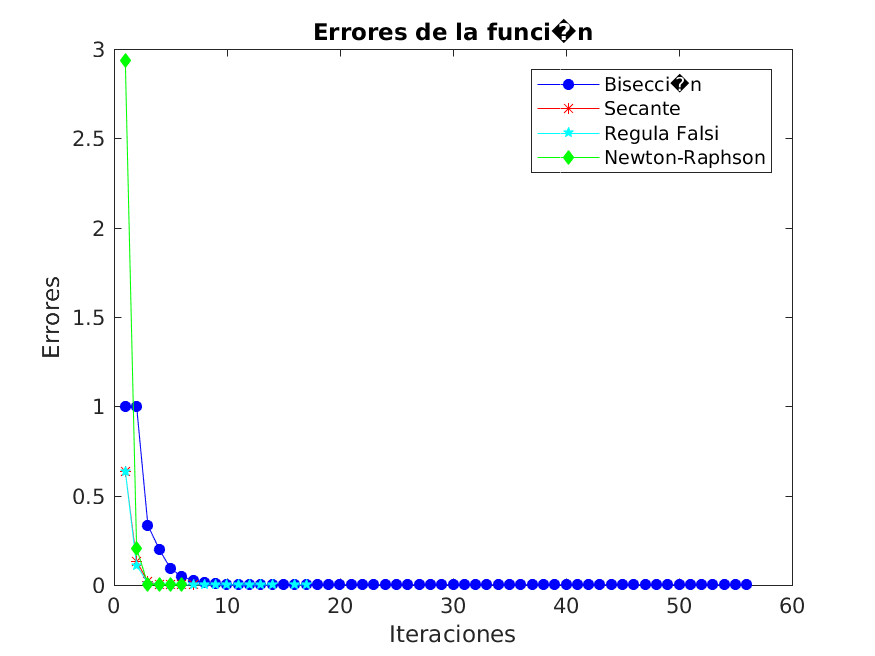 Errores de la funci�n
3
2.5
2
1.5
1
0.5
0
Errores
Bisecci�n
Secante
Regula Falsi
Newton-Raphson
0 10 20 30 40 50 60
Iteraciones